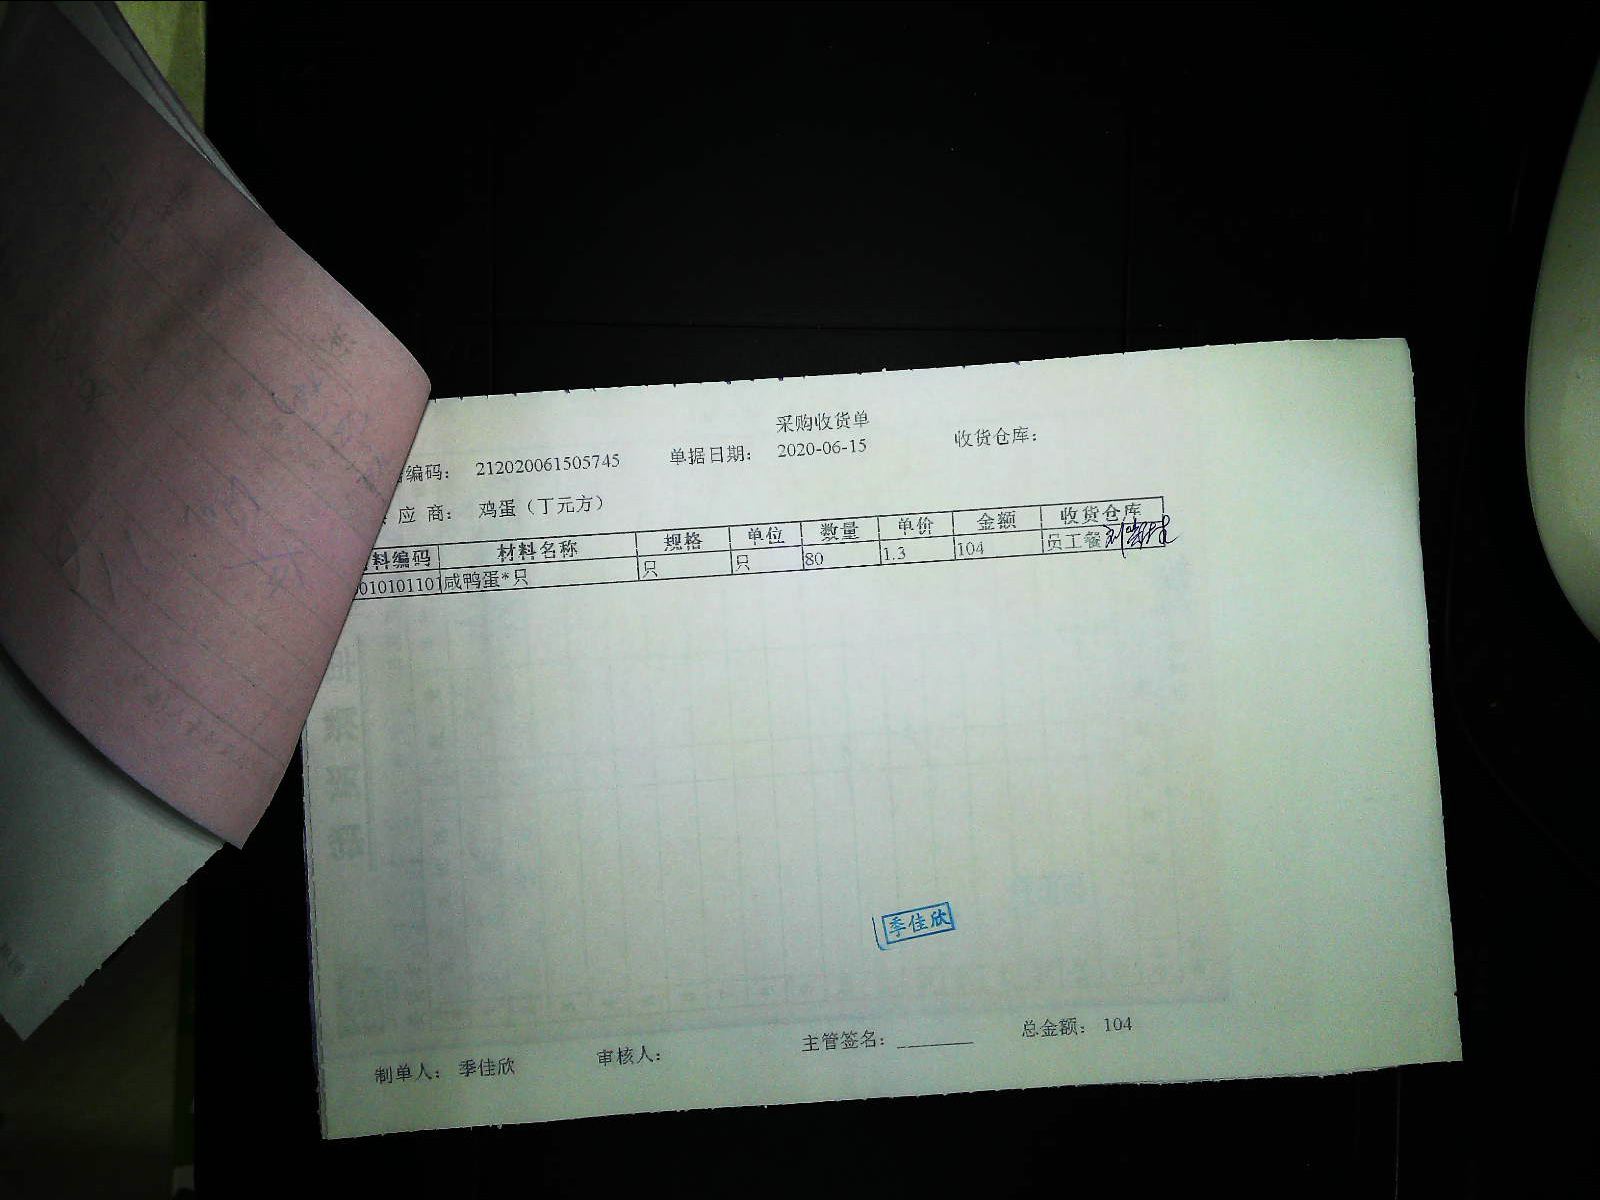 采购收货单
编码： 212020061505745 单据日期： 2020-06-15 收货仓库：
应 商： 鸡蛋（丁元方）
料编码 材料名称 规格 单位 数量 单价 金额 收货仓库
010101101 咸鸭蛋*只 只 只 80 1.3 104 员工餐
季佳欣
制单人： 季佳欣 审核人： 主管签名： 总金额： 104